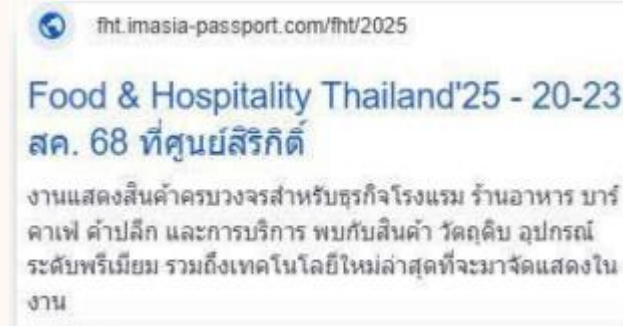 fht.imasia-passport.com/fht/2025
Food & Hospitality Thailand'25 - 20-23
สค. 68 ที่ศูนย์สิริกิติ์
งานแสดงสินค้าครบวงจรสำหรับธุรกิจโรงแรม ร้านอาหาร บาร์
คาเฟ่ ค้าปลีก และการบริการ พบกับสินค้า วัตถุดิบ อุปกรณ์
ระดับพรีเมียม รวมถึงเทคโนโลยีใหม่ล่าสุดที่จะมาจัดแสดงใน
งาน